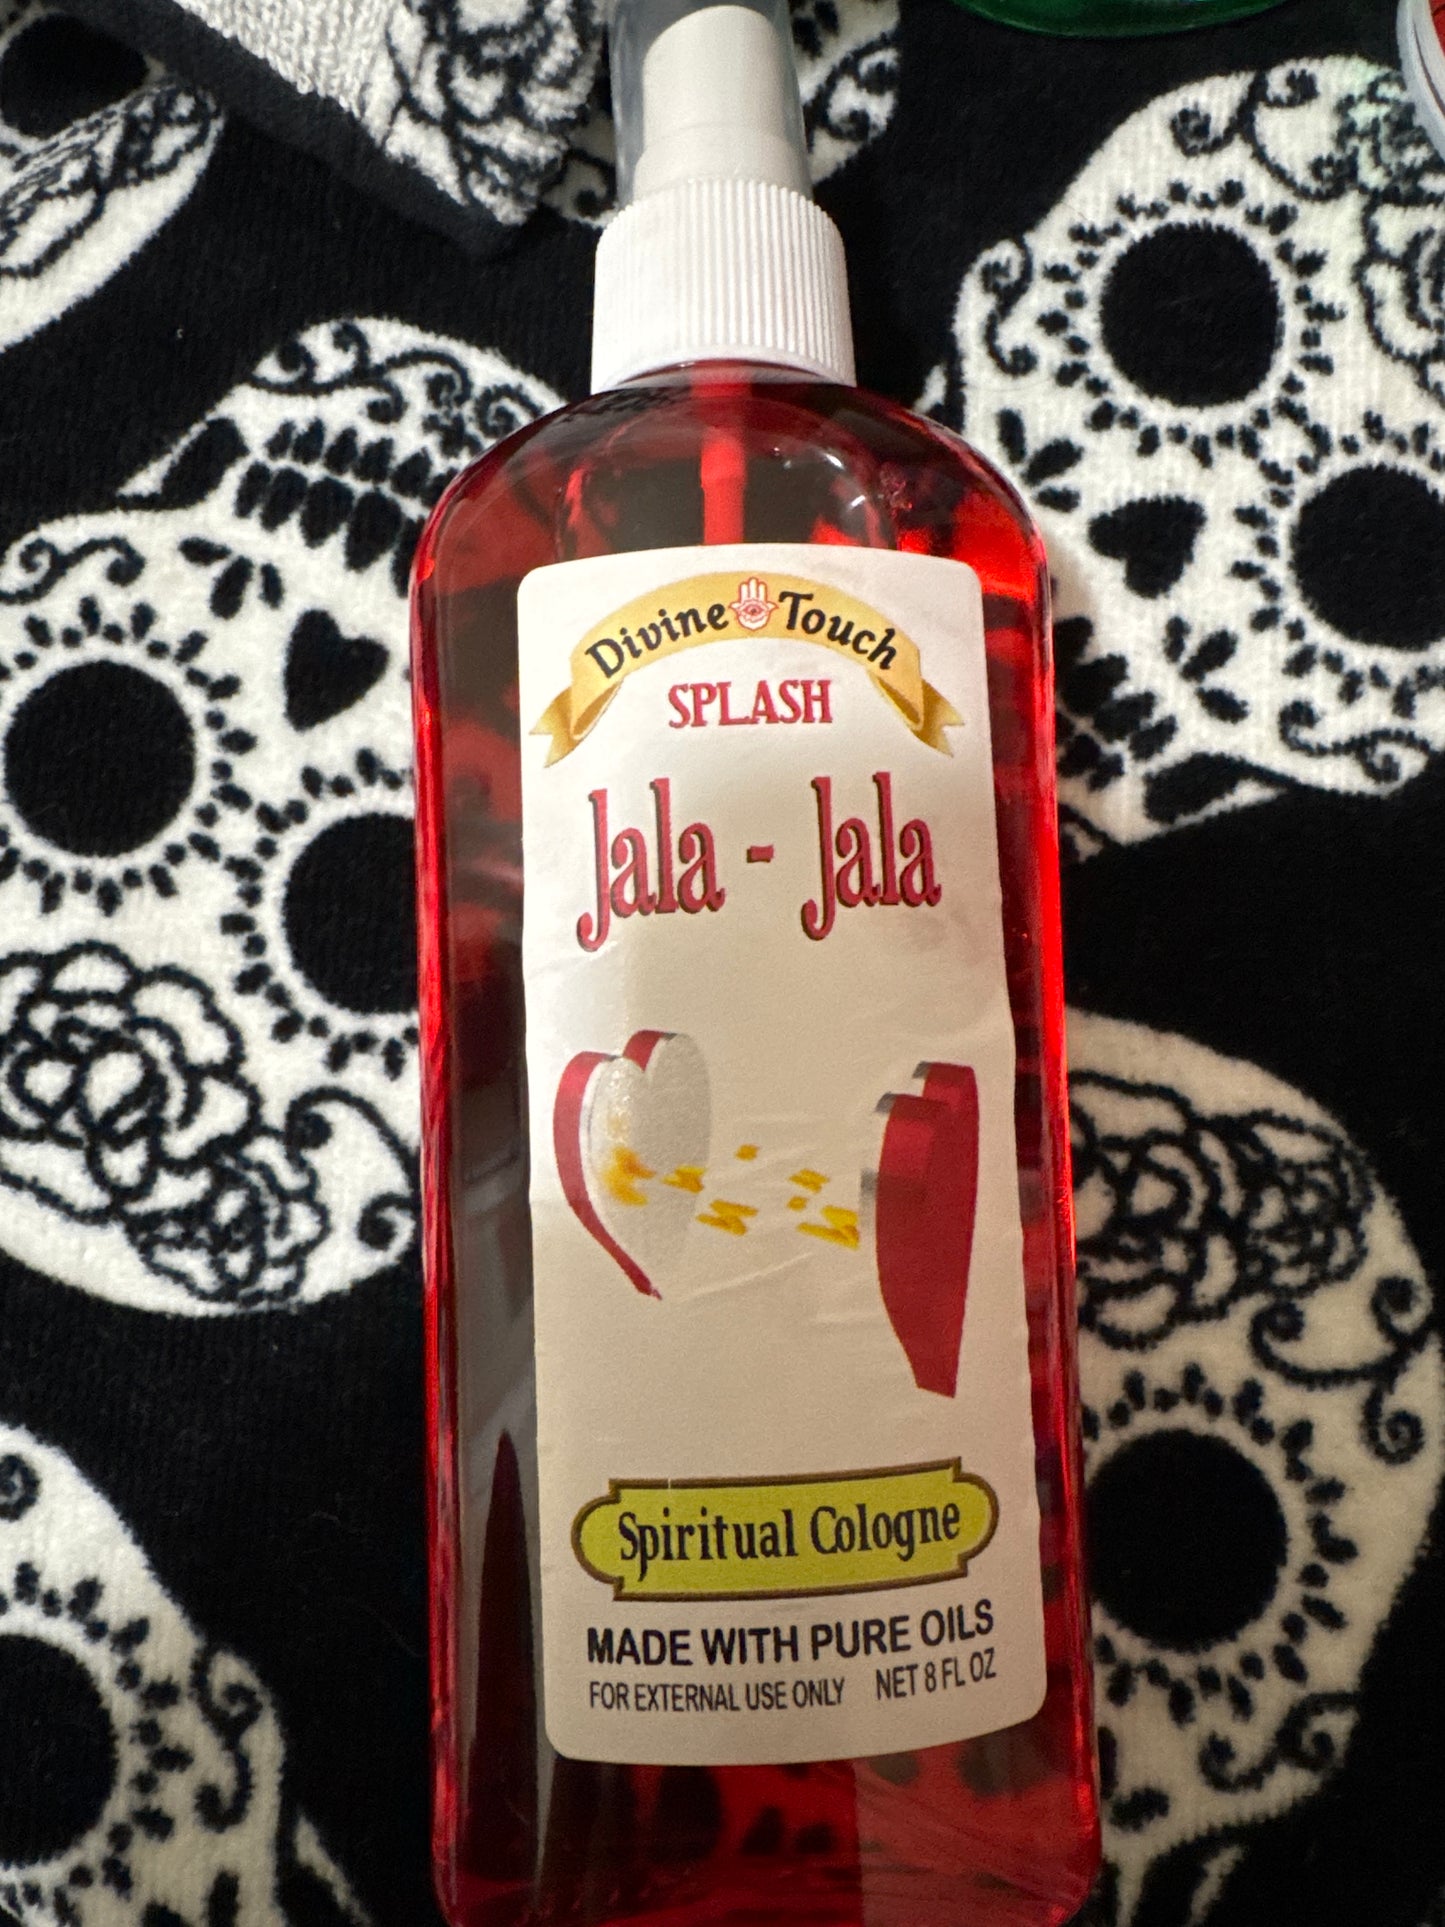 Divine Touch
SPLASH
Jala - Jala
Spiritual Cologne
MADE WITH PURE OILS
FOR EXTERNAL USE ONLY NET 8 FL OZ